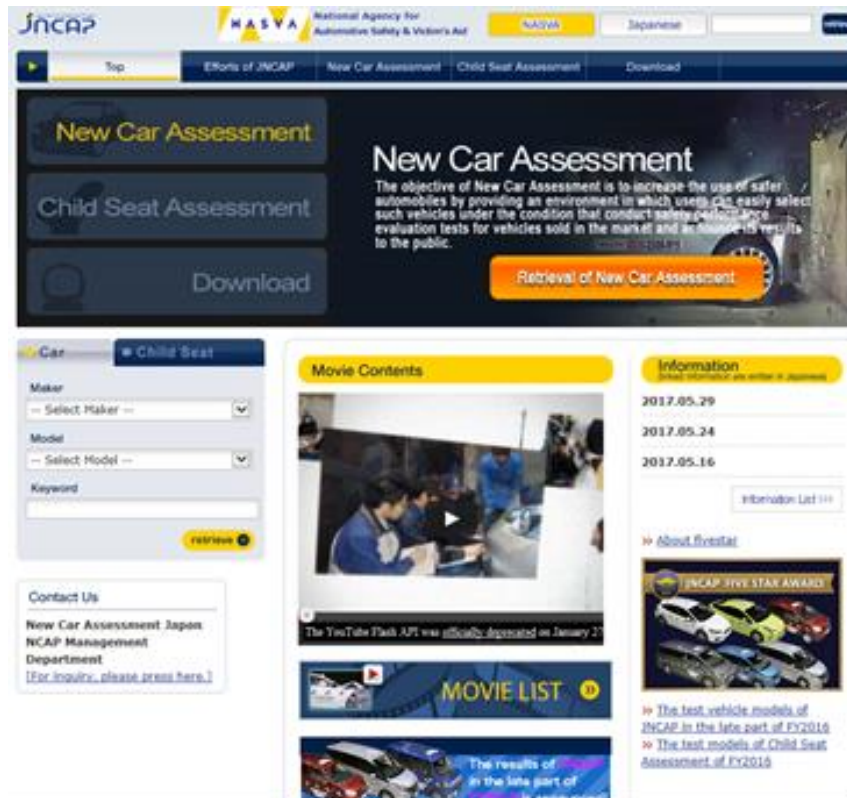 JNCAP
NASVA
National Agency for
Automotive Safety & Victim's Aid
NASVA
Japanese
Top
Efforts of JNCAP
New Car Assessment
Child Seat Assessment
Download
New Car Assessment
Child Seat Assessment
Download
New Car Assessment
The objective of New Car Assessment is to increase the use of safer
automobiles by providing an environment in which users can easily select
such vehicles under the condition that conduct safety performance
evaluation tests for vehicles sold in the market and announce its results
to the public.
Retrieval of New Car Assessment
Car
Child Seat
Maker
-- Select Maker --
Model
-- Select Model --
Keyword
retrieve
Contact Us
New Car Assessment Japan
NCAP Management
Department
[For inquiry, please press here.]
Movie Contents
The YouTube Flash API was officially deprecated on January 27
MOVIE LIST
The results of
in the late part of
Information
(linked information are written in Japanese)
2017.05.29
2017.05.24
2017.05.16
Information List
About fivestar
JNCAP FIVE STAR AWARD
The test vehicle models of
JNCAP in the late part of FY2016
The test models of Child Seat
Assessment of FY2016